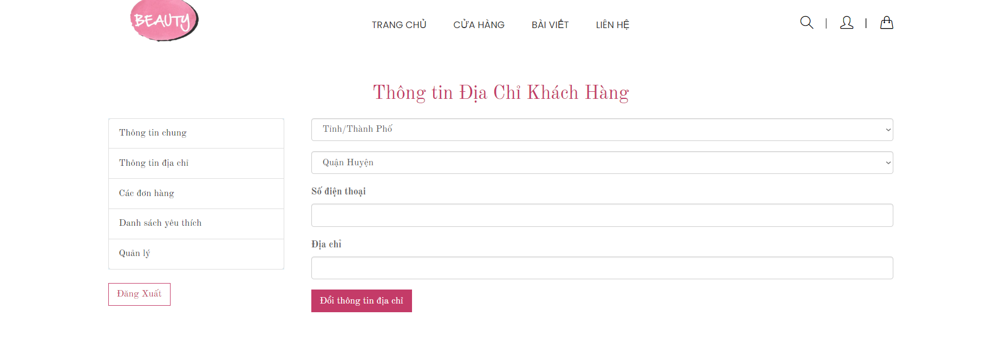 BEAUTY
TRANG CHỦ
CỬA HÀNG
BÀI VIẾT
LIÊN HỆ
Thông tin Địa Chỉ Khách Hàng
Thông tin chung
Thông tin địa chỉ
Các đơn hàng
Danh sách yêu thích
Quản lý
Đăng Xuất
Tỉnh/Thành Phố
Quận Huyện
Số điện thoại
Địa chỉ
Đổi thông tin địa chỉ